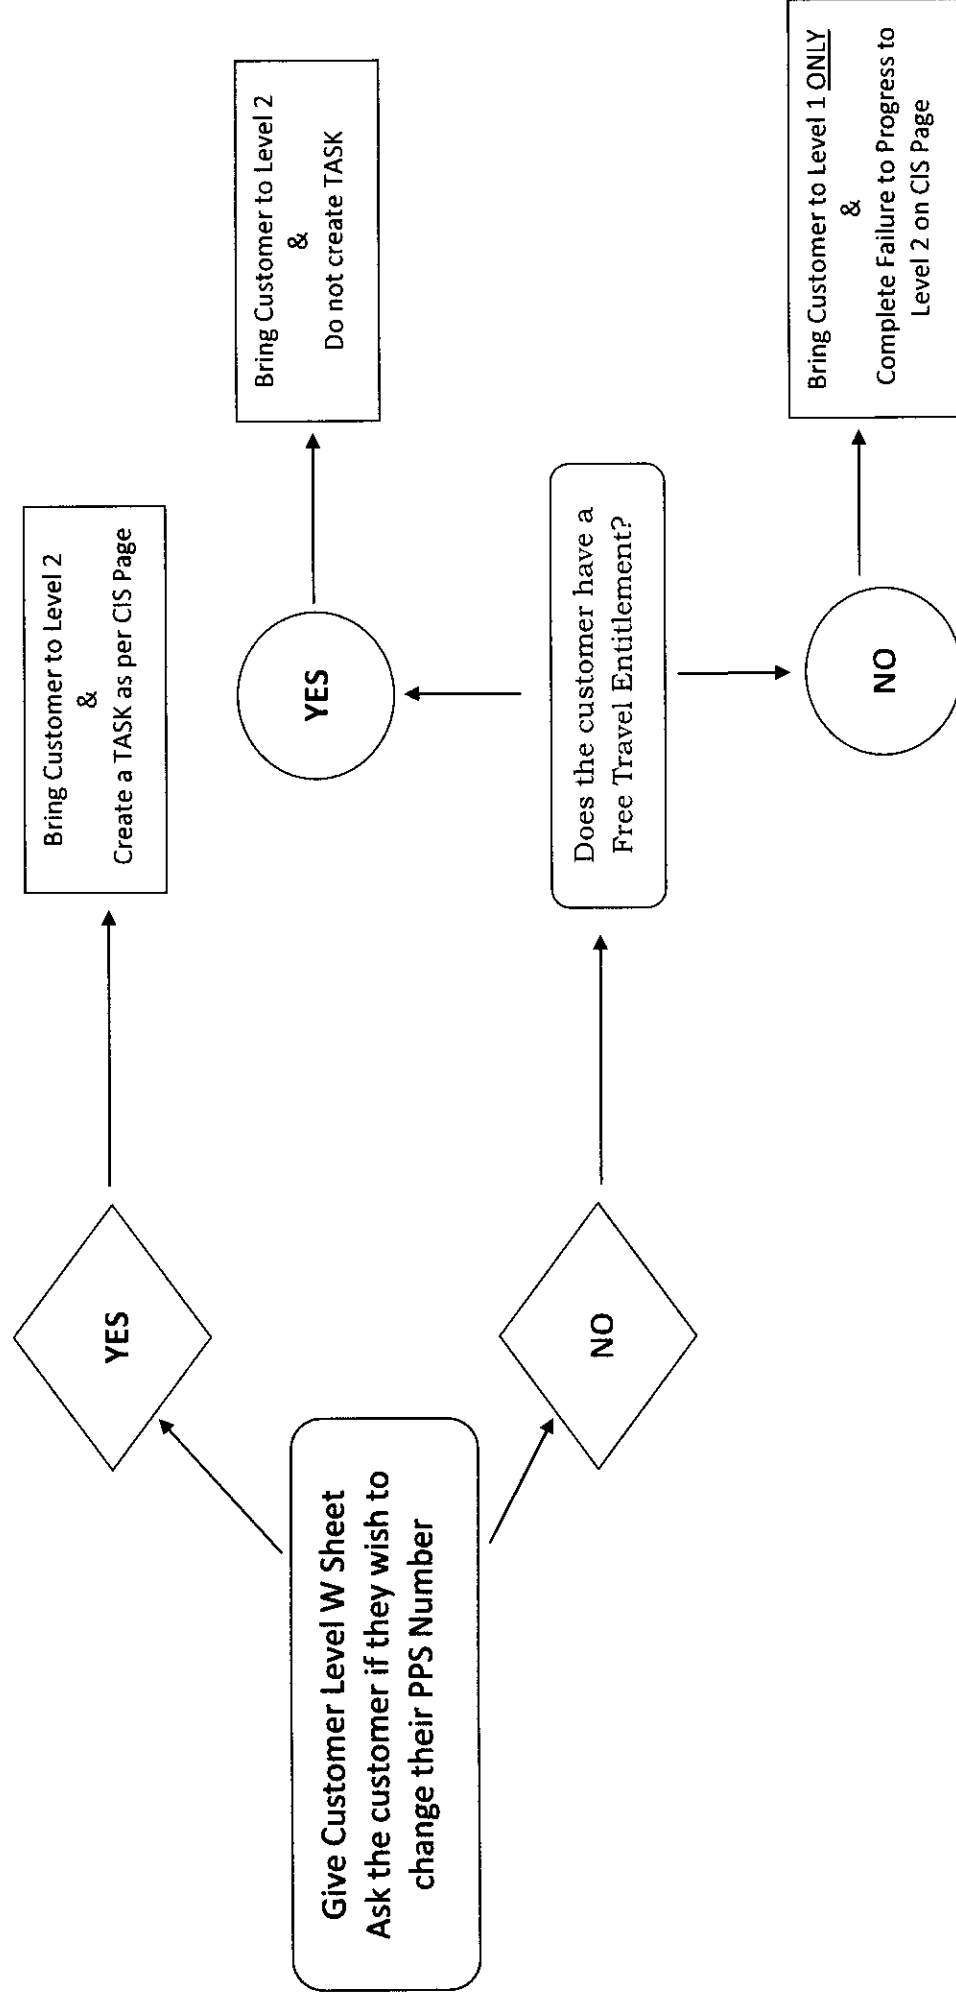 Give Customer Level W Sheet
Ask the customer if they wish to
change their PPS Number
YES
Bring Customer to Level 2
&
Create a TASK as per CIS Page
NO
Does the customer have a
Free Travel Entitlement?
YES
Bring Customer to Level 2
&
Do not create TASK
NO
Bring Customer to Level 1 ONLY
&
Complete Failure to Progress to
Level 2 on CIS Page